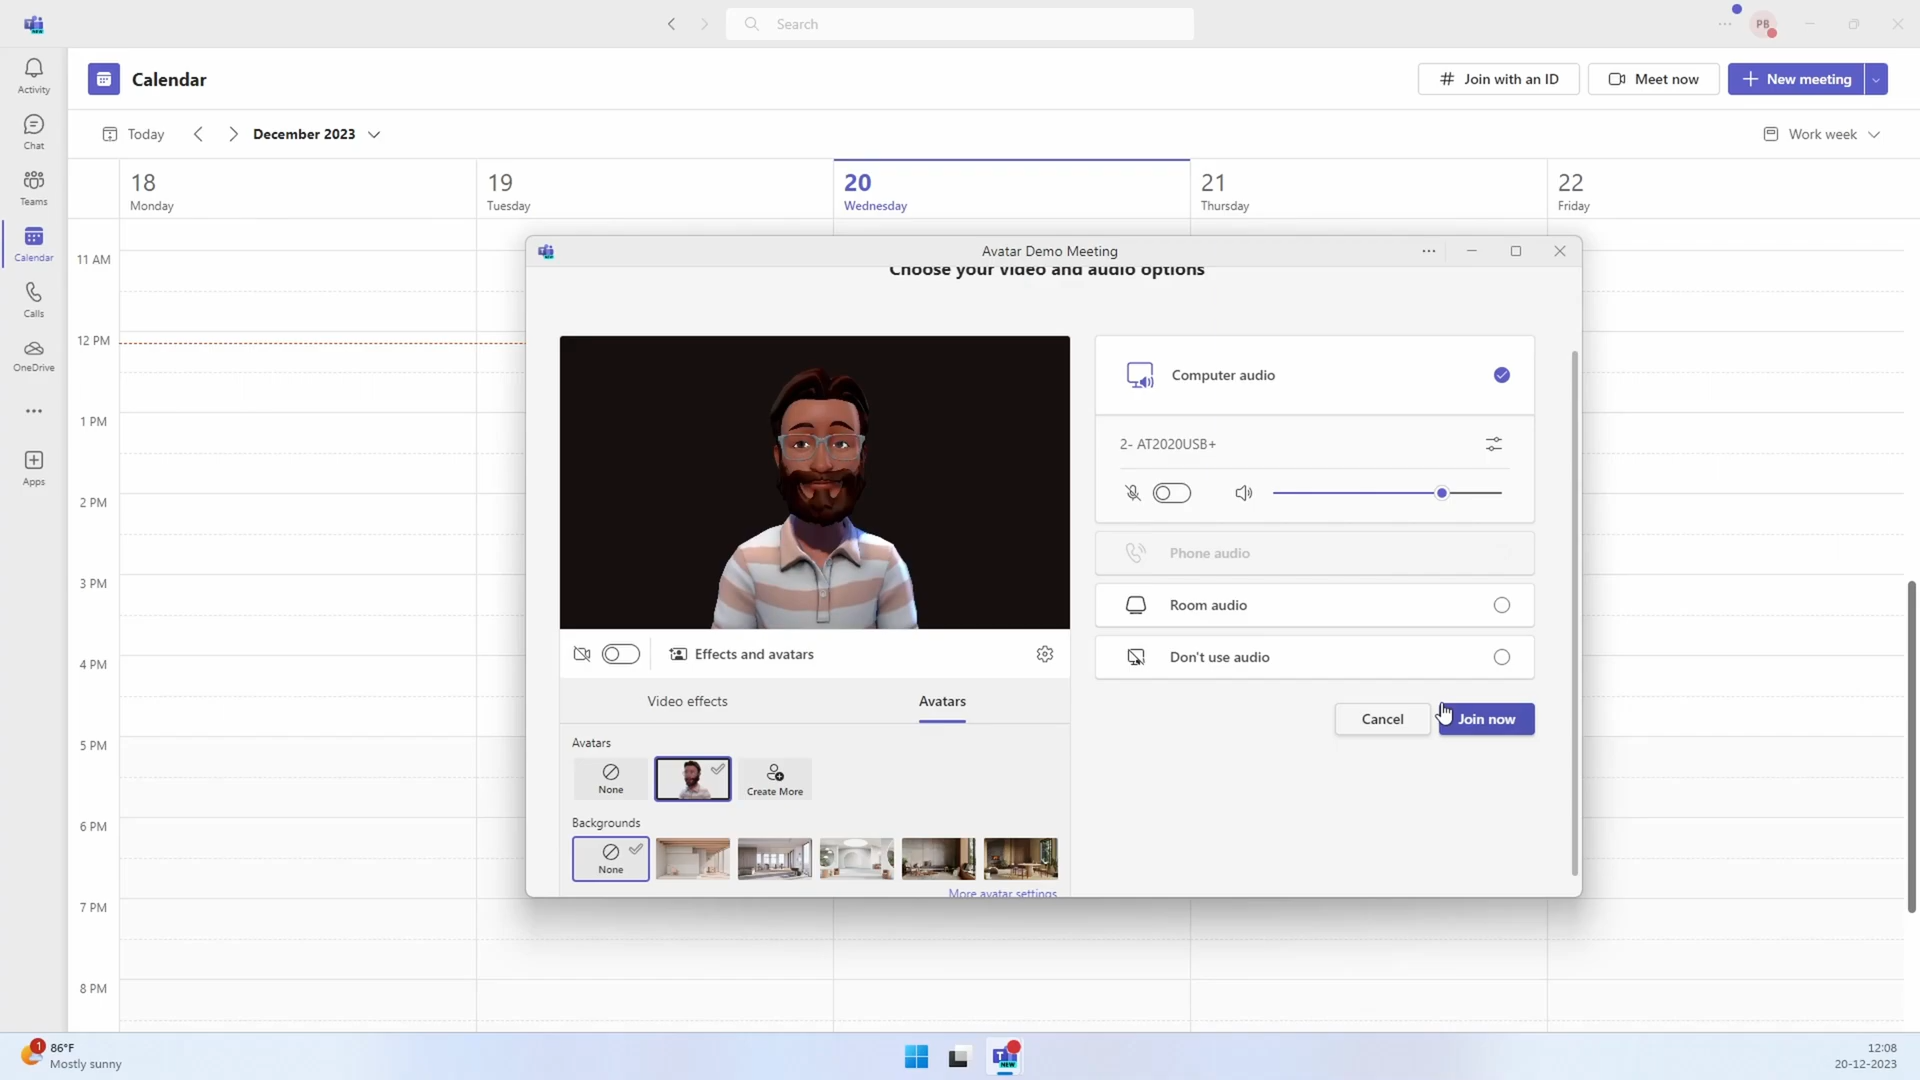 Search
PB
Activity
Chat
Teams
Calendar
Calls
OneDrive
Apps
Calendar
Join with an ID
Meet now
New meeting
Today
December 2023
Work week
18
Monday
19
Tuesday
20
Wednesday
21
Thursday
22
Friday
11 AM
12 PM
1 PM
2 PM
3 PM
4 PM
5 PM
6 PM
7 PM
8 PM
Avatar Demo Meeting
Choose your video and audio options
Computer audio
2- AT2020USB+
Phone audio
Room audio
Don't use audio
Effects and avatars
Video effects
Avatars
Cancel
Join now
Avatars
None
Create More
Backgrounds
None
More avatar settings
1
86°F
Mostly sunny
NEW
12:08
20-12-2023